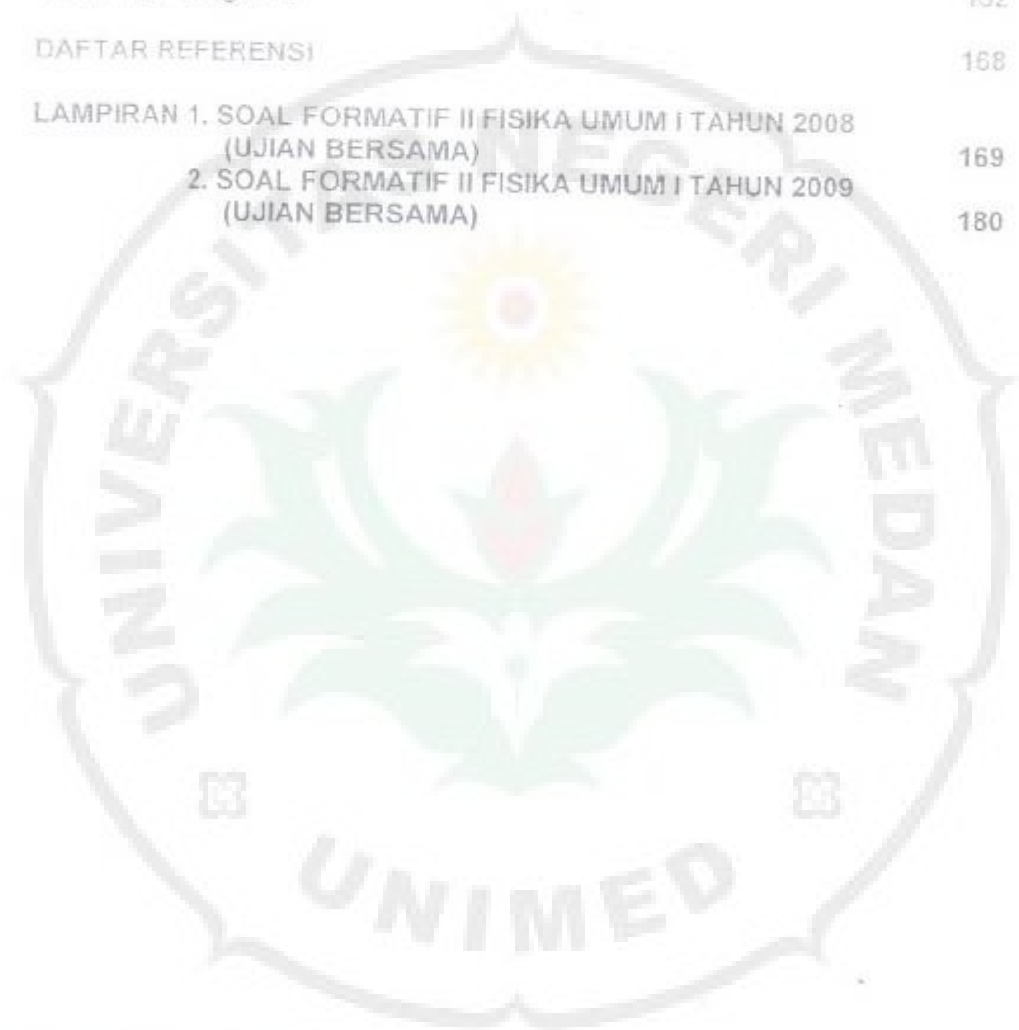 DAFTAR REFERENSI 168
LAMPIRAN 1. SOAL FORMATIF II FISIKA UMUM I TAHUN 2008
(UJIAN BERSAMA) 169
2. SOAL FORMATIF II FISIKA UMUM I TAHUN 2009
(UJIAN BERSAMA) 180
UNIVERSITAS NEGERI MEDAN
UNIMED